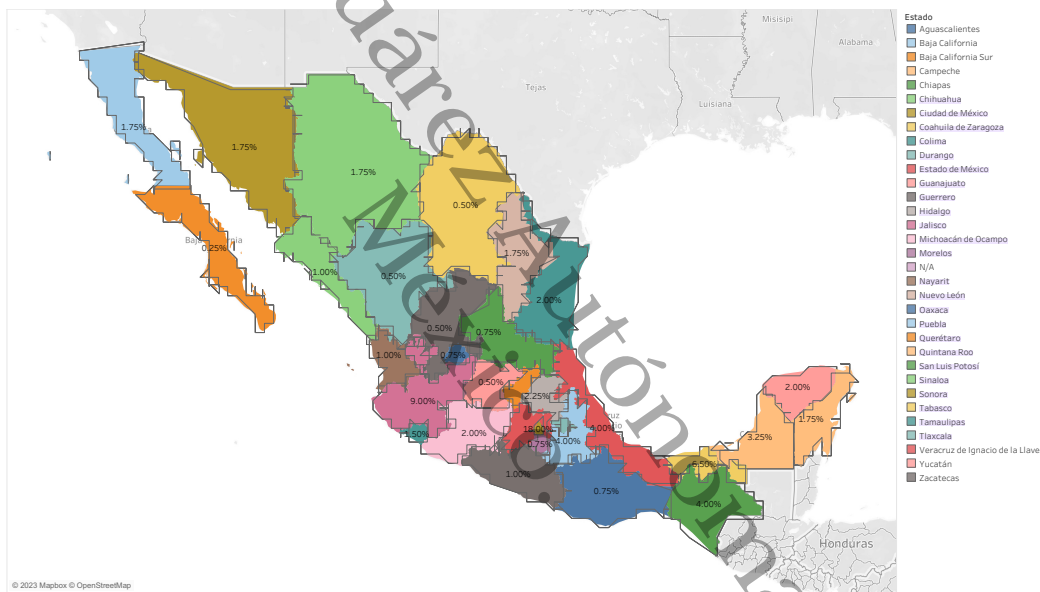 Misisipi
Alabama
Tejas
Luisiana
Honduras
1.75%
1.75%
1.75%
0.50%
0.25%
1.00%
0.50%
1.75%
2.00%
0.50%
0.75%
1.00%
0.75%
0.50%
9.00%
2.25%
1.50%
2.00%
18.00%
0.75%
4.00%
4.00%
1.00%
0.75%
6.50%
4.00%
3.25%
2.00%
1.75%
uárez Autónoma
México.
© 2023 Mapbox © OpenStreetMap
Estado
Aguascalientes
Baja California
Baja California Sur
Campeche
Chiapas
Chihuahua
Ciudad de México
Coahuila de Zaragoza
Colima
Durango
Estado de México
Guanajuato
Guerrero
Hidalgo
Jalisco
Michoacán de Ocampo
Morelos
N/A
Nayarit
Nuevo León
Oaxaca
Puebla
Querétaro
Quintana Roo
San Luis Potosí
Sinaloa
Sonora
Tabasco
Tamaulipas
Tlaxcala
Veracruz de Ignacio de la Llave
Yucatán
Zacatecas